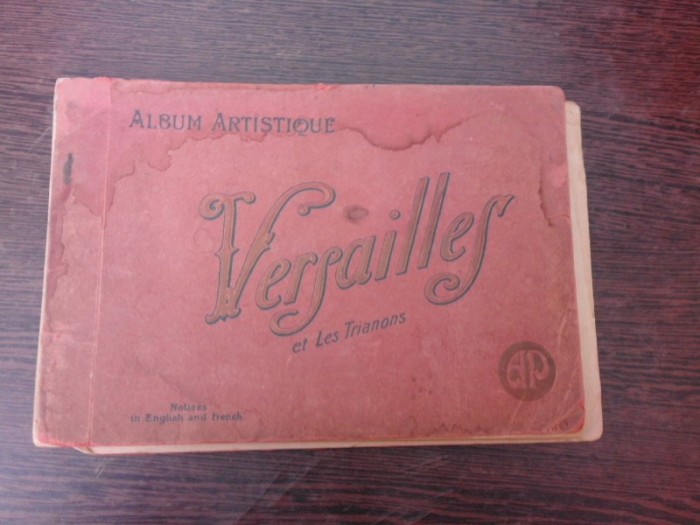 ALBUM ARTISTIQUE
Versailles
et Les Trianons
AP
Notices
in English and French